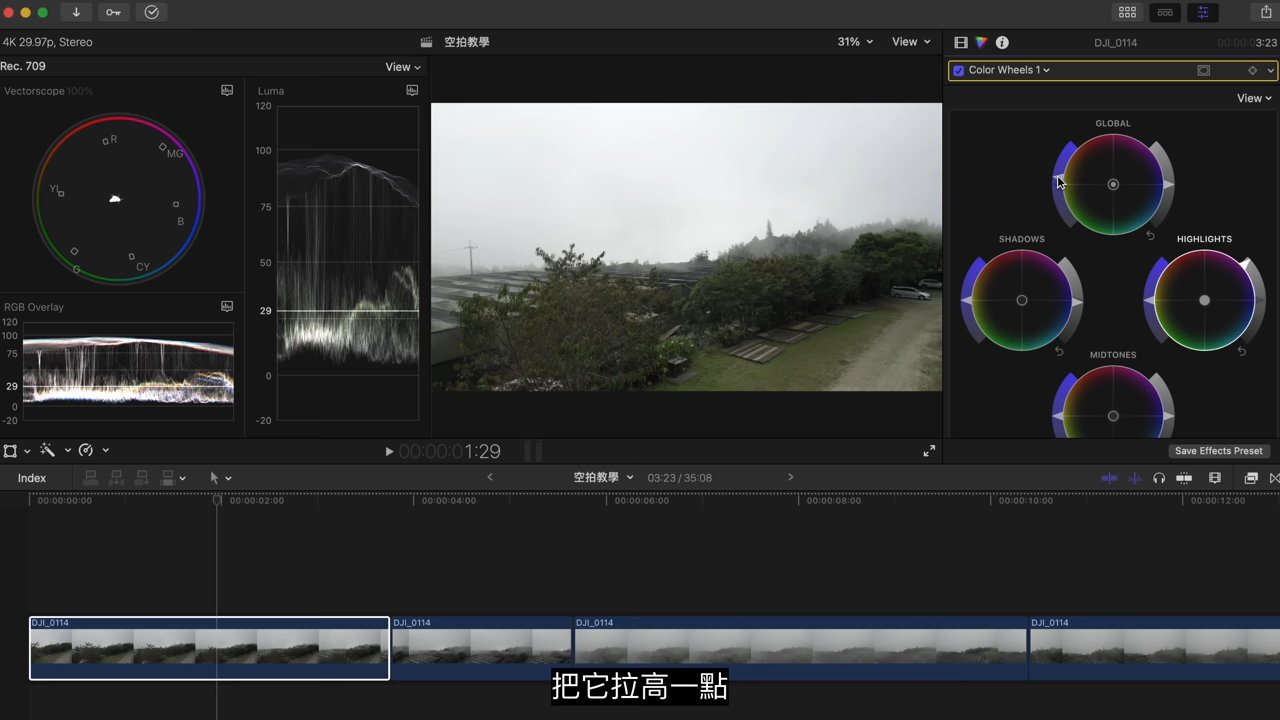 4K 29.97p, Stereo
空拍教學
31%
View
DJI_0114
00:00:03:23
Rec. 709
View
Color Wheels 1
View
Vectorscope 100%
R
MG
YL
B
G
CY
Luma
120
100
75
50
29
0
-20
RGB Overlay
120
100
75
29
0
-20
GLOBAL
SHADOWS
HIGHLIGHTS
MIDTONES
00:00:01:29
Save Effects Preset
Index
空拍教學
03:23 / 35:08
00:00:00:00
00:00:02:00
00:00:04:00
00:00:06:00
00:00:08:00
00:00:10:00
00:00:12:00
DJI_0114
DJI_0114
DJI_0114
DJI_0114
把它拉高一點